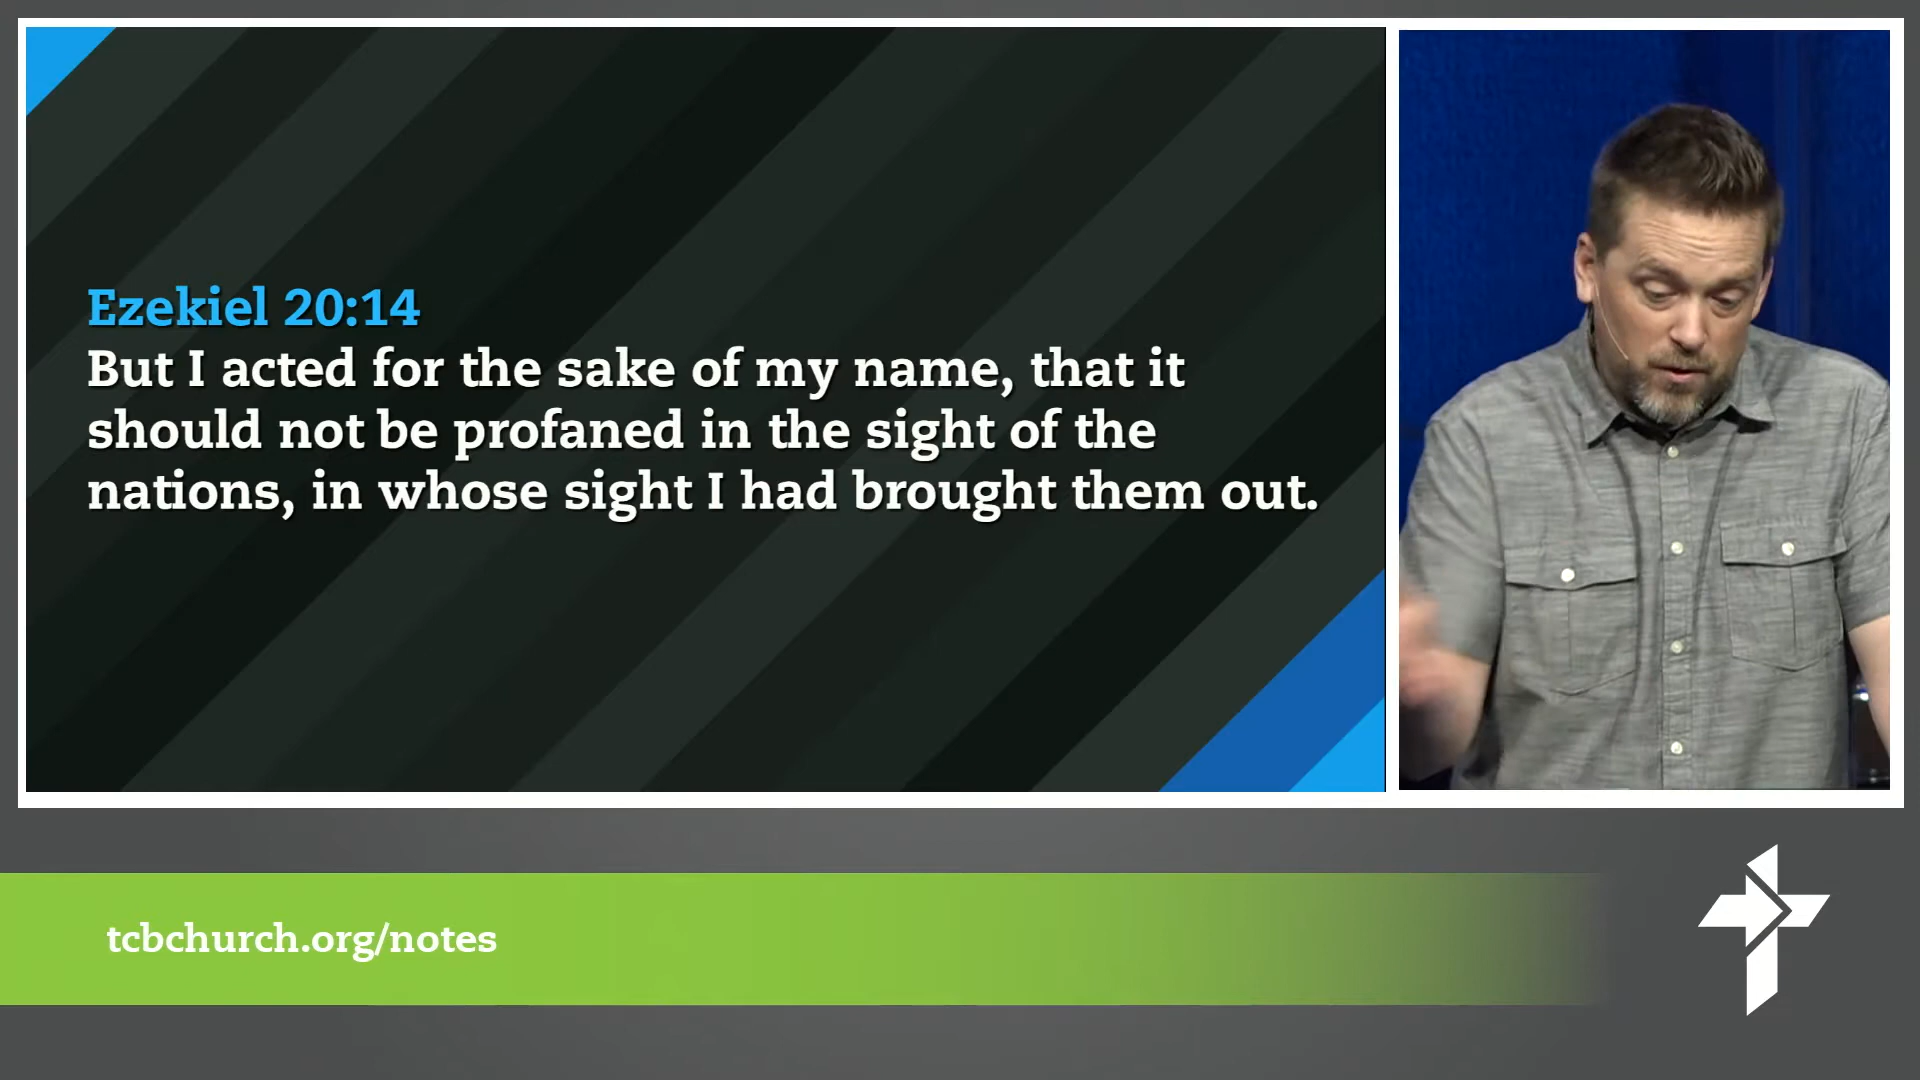 Ezekiel 20:14
But I acted for the sake of my name, that it
should not be profaned in the sight of the
nations, in whose sight I had brought them out.
tcbchurch.org/notes